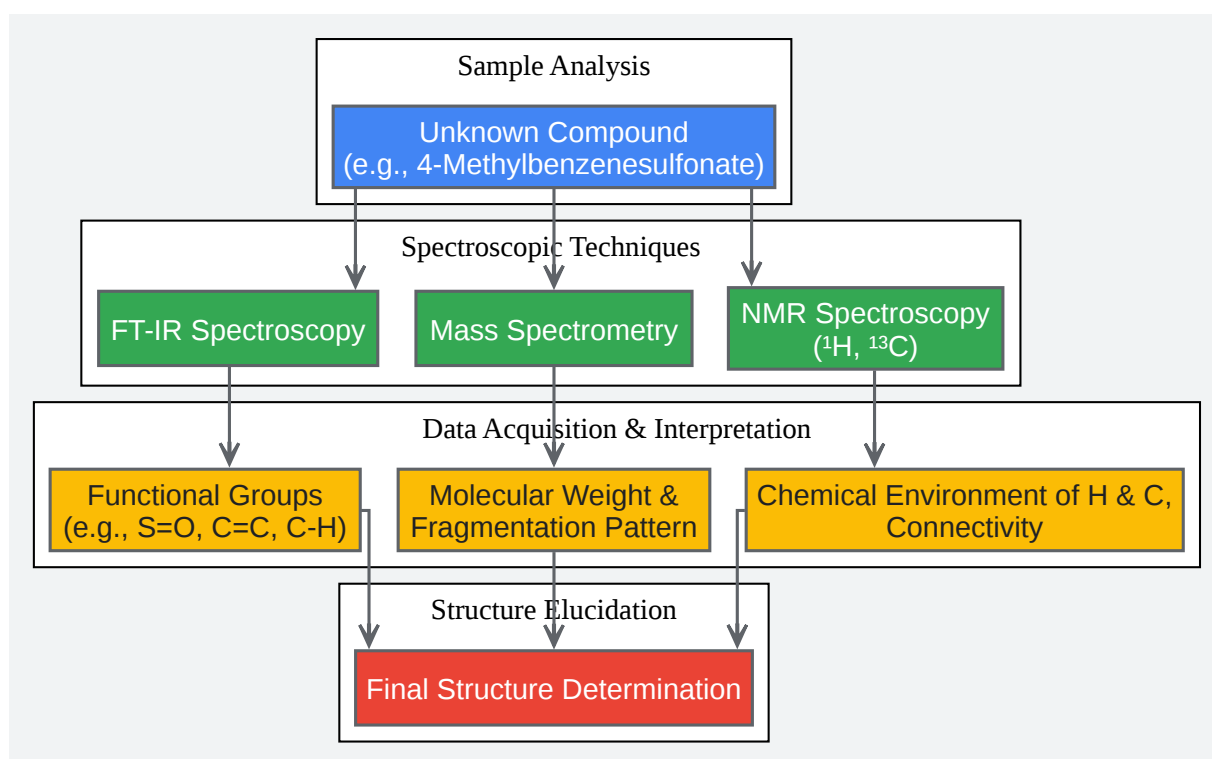 Sample Analysis
Unknown Compound
(e.g., 4-Methylbenzenesulfonate)
Spectroscopic Techniques
FT-IR Spectroscopy
Mass Spectrometry
NMR Spectroscopy
(¹H, ¹³C)
Data Acquisition & Interpretation
Functional Groups
(e.g., S=O, C=C, C-H)
Molecular Weight &
Fragmentation Pattern
Chemical Environment of H & C,
Connectivity
Structure Elucidation
Final Structure Determination